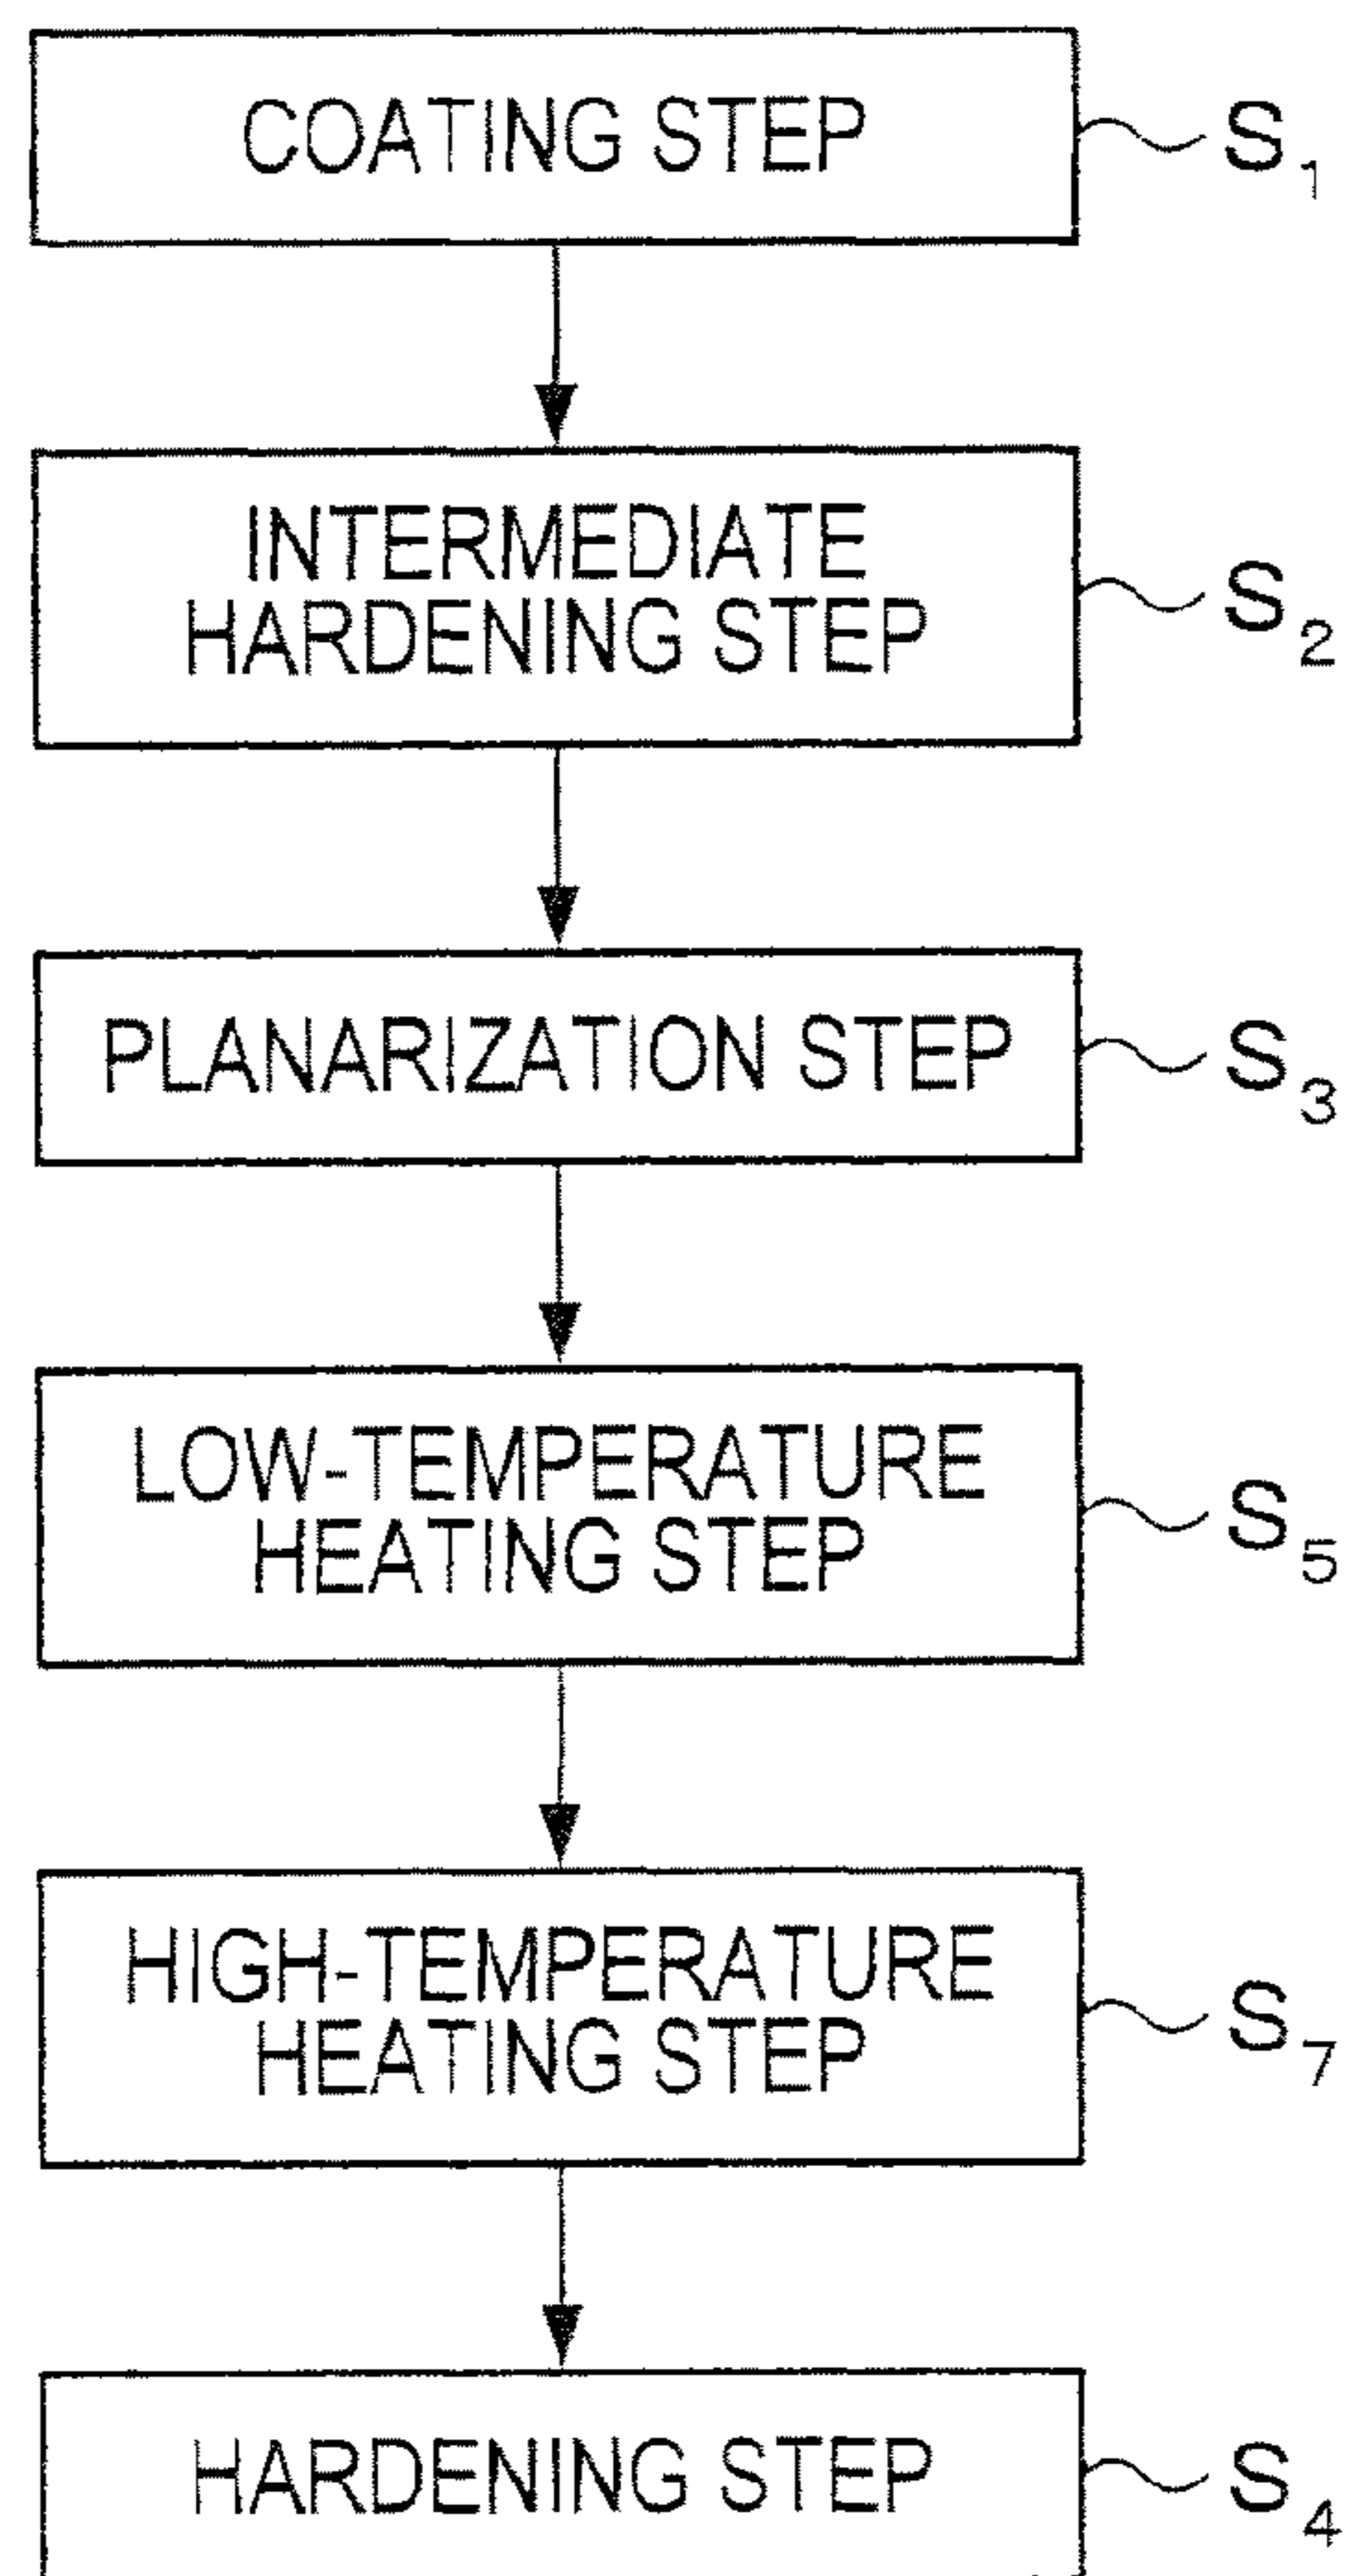 COATING STEP
S1
INTERMEDIATE
HARDENING STEP
S2
PLANARIZATION STEP
S3
LOW-TEMPERATURE
HEATING STEP
S5
HIGH-TEMPERATURE
HEATING STEP
S7
HARDENING STEP
S4